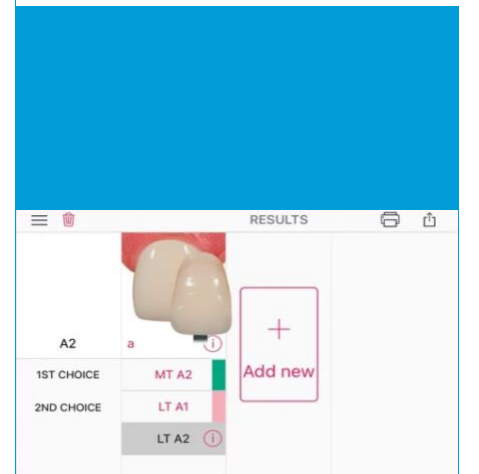 RESULTS
A2
a
Add new
1ST CHOICE
MT A2
2ND CHOICE
LT A1
LT A2